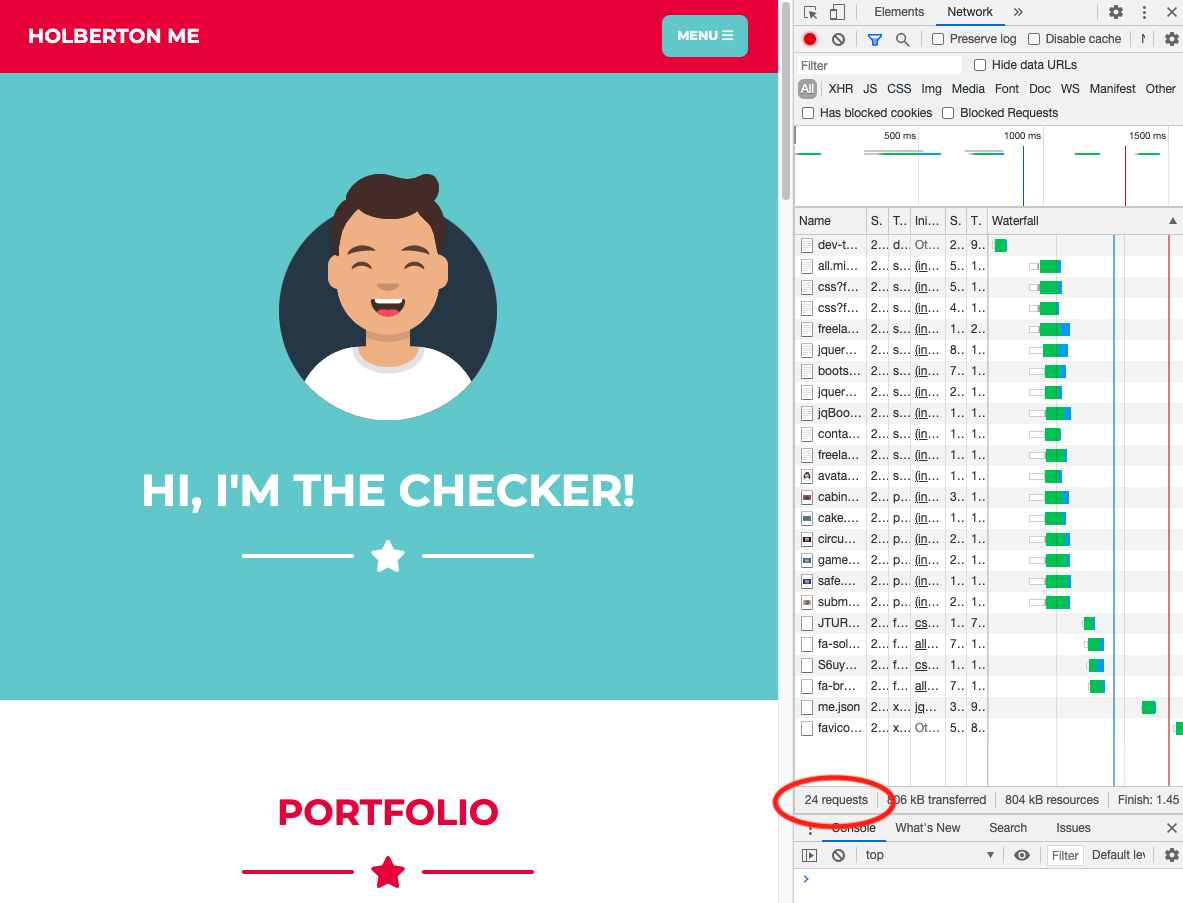 HOLBERTON ME
MENU
HI, I'M THE CHECKER!
PORTFOLIO
Elements Network
Preserve log Disable cache
Filter Hide data URLs
All XHR JS CSS Img Media Font Doc WS Manifest Other
Has blocked cookies Blocked Requests
500 ms 1000 ms 1500 ms
Name S. T.. Ini... S.. T. Waterfall
dev-t... 2... d... Ot... 2.. 9..
all.mi... 2... s... (in... 5.. 1..
css?f... 2... s... (in... 5.. 1..
css?f... 2... s... (in... 4.. 1..
freela... 2... s... (in... 1.. 2..
jquer... 2... s... (in... 8.. 1..
boots... 2... s... (in... 7.. 1..
jquer... 2... s... (in... 2.. 1..
jqBoo... 2... s... (in... 1.. 1..
conta... 2... s... (in... 1.. 1..
freela... 2... s... (in... 1.. 1..
avata... 2... s... (in... 1.. 1..
cabin... 2... p... (in... 3.. 1..
cake.... 2... p... (in... 1.. 1..
circu... 2... p... (in... 2.. 1..
game... 2... p... (in... 2.. 1..
safe.... 2... p... (in... 1.. 1..
subm... 2... p... (in... 2.. 1..
JTUR... 2... f... cs... 1.. 7..
fa-sol... 2... f... all... 7.. 1..
S6uy... 2... f... cs... 1.. 1..
fa-br... 2... f... all... 7.. 1..
me.json 2... x... jq... 3.. 9..
favico... 2... x... Ot... 5.. 8..
24 requests 806 kB transferred 804 kB resources Finish: 1.45
Console What's New Search Issues
top Filter Default lev